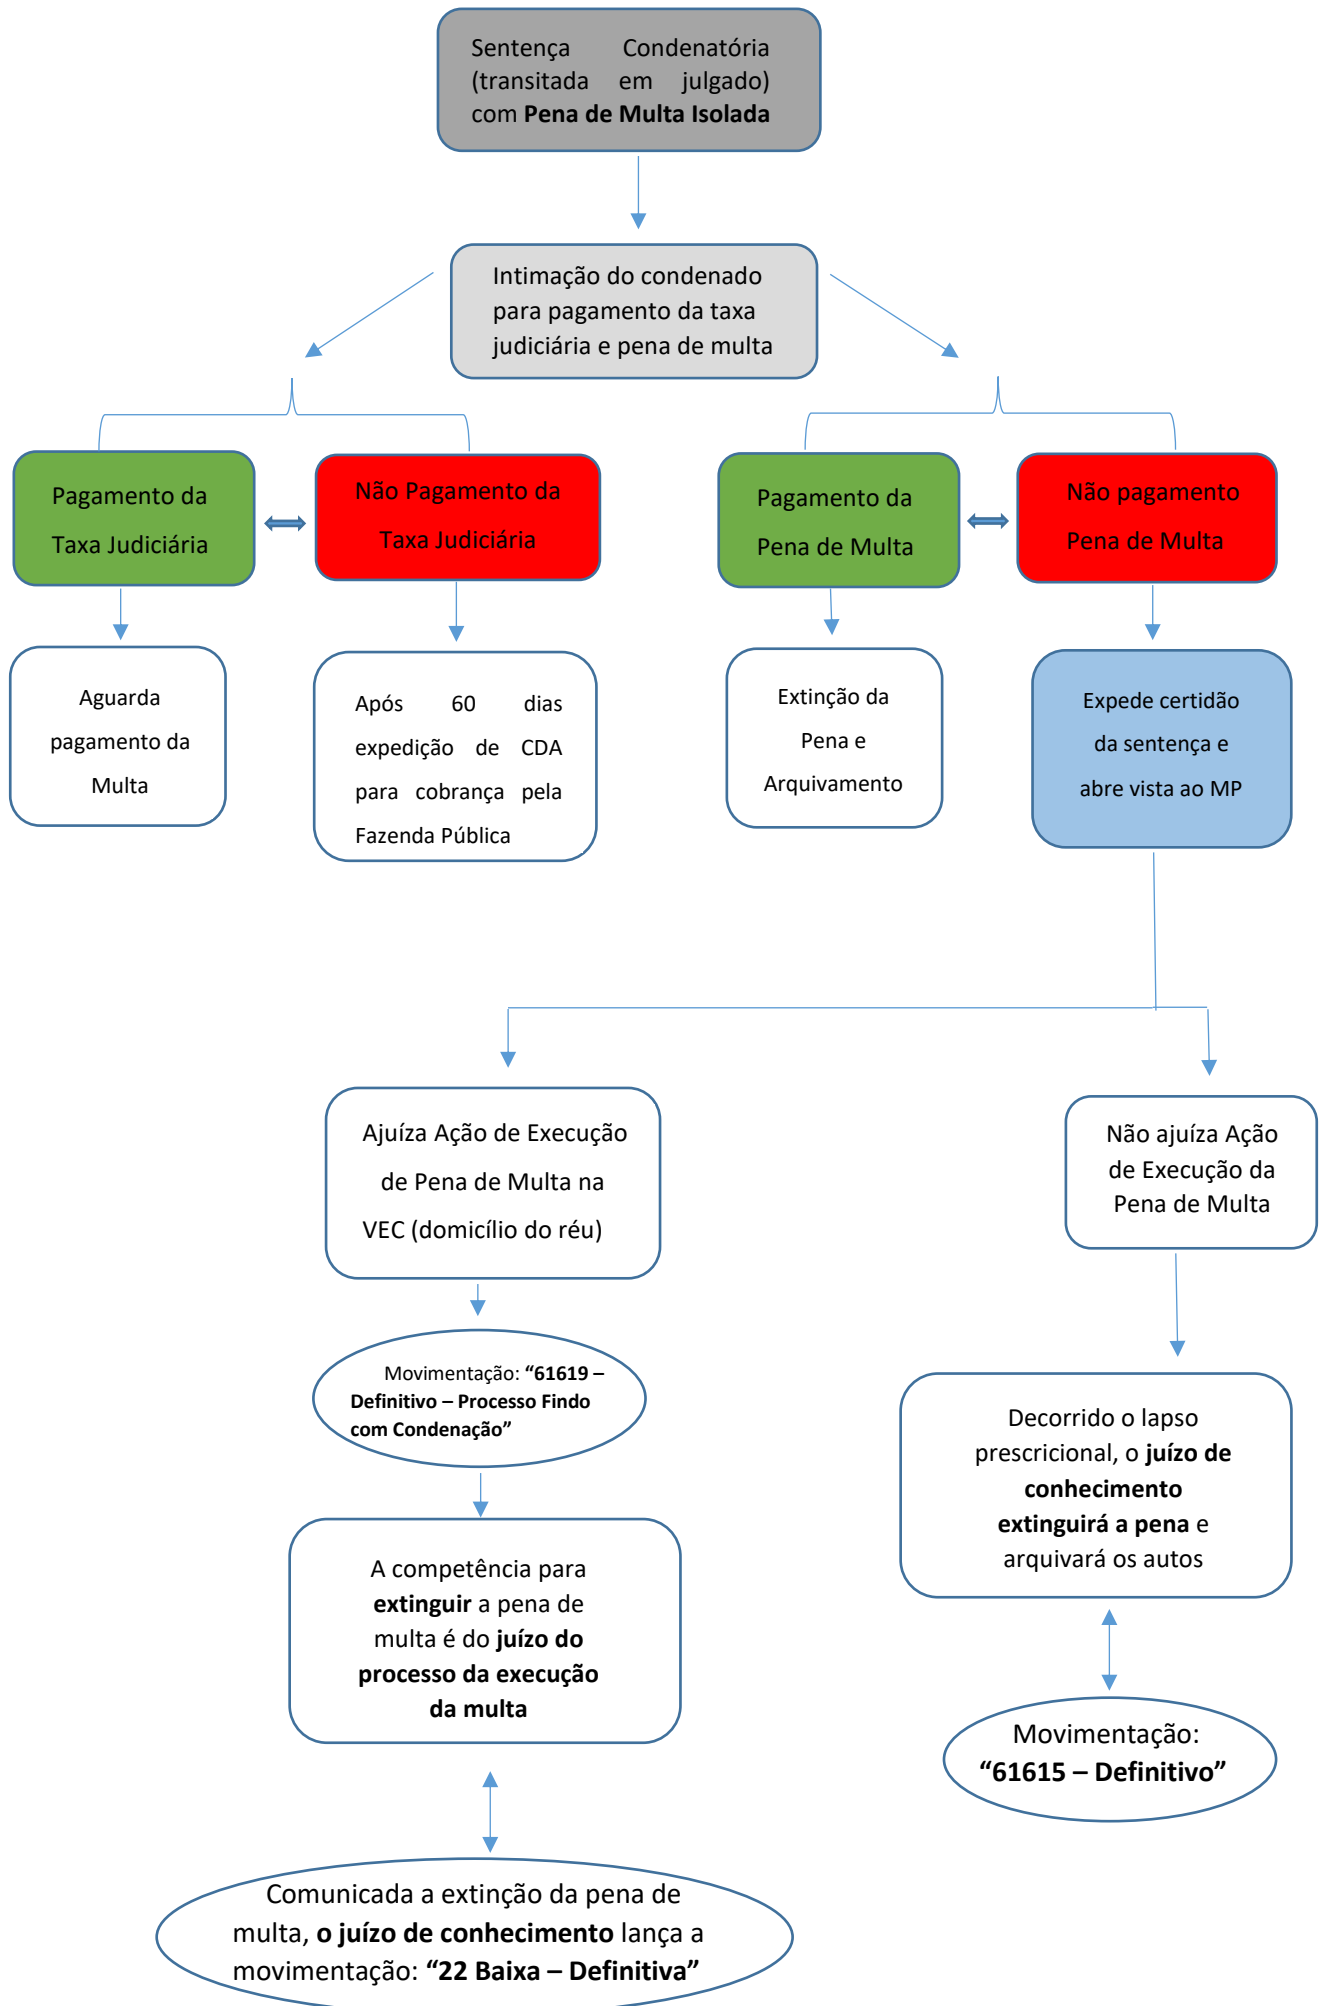 Sentença Condenatória
(transitada em julgado)
com Pena de Multa Isolada
Intimação do condenado
para pagamento da taxa
judiciária e pena de multa
Pagamento da
Taxa Judiciária
Não Pagamento da
Taxa Judiciária
Pagamento da
Pena de Multa
Não pagamento
Pena de Multa
Aguarda
pagamento da
Multa
Após 60 dias
expedição de CDA
para cobrança pela
Fazenda Pública
Extinção da
Pena e
Arquivamento
Expede certidão
da sentença e
abre vista ao MP
Ajuíza Ação de Execução
de Pena de Multa na
VEC (domicílio do réu)
Não ajuíza Ação
de Execução da
Pena de Multa
Movimentação: “61619 –
Definitivo – Processo Findo
com Condenação”
Decorrido o lapso
prescricional, o juízo de
conhecimento
extinguirá a pena e
arquivará os autos
A competência para
extinguir a pena de
multa é do juízo do
processo da execução
da multa
Movimentação:
“61615 – Definitivo”
Comunicada a extinção da pena de
multa, o juízo de conhecimento lança a
movimentação: “22 Baixa – Definitiva”